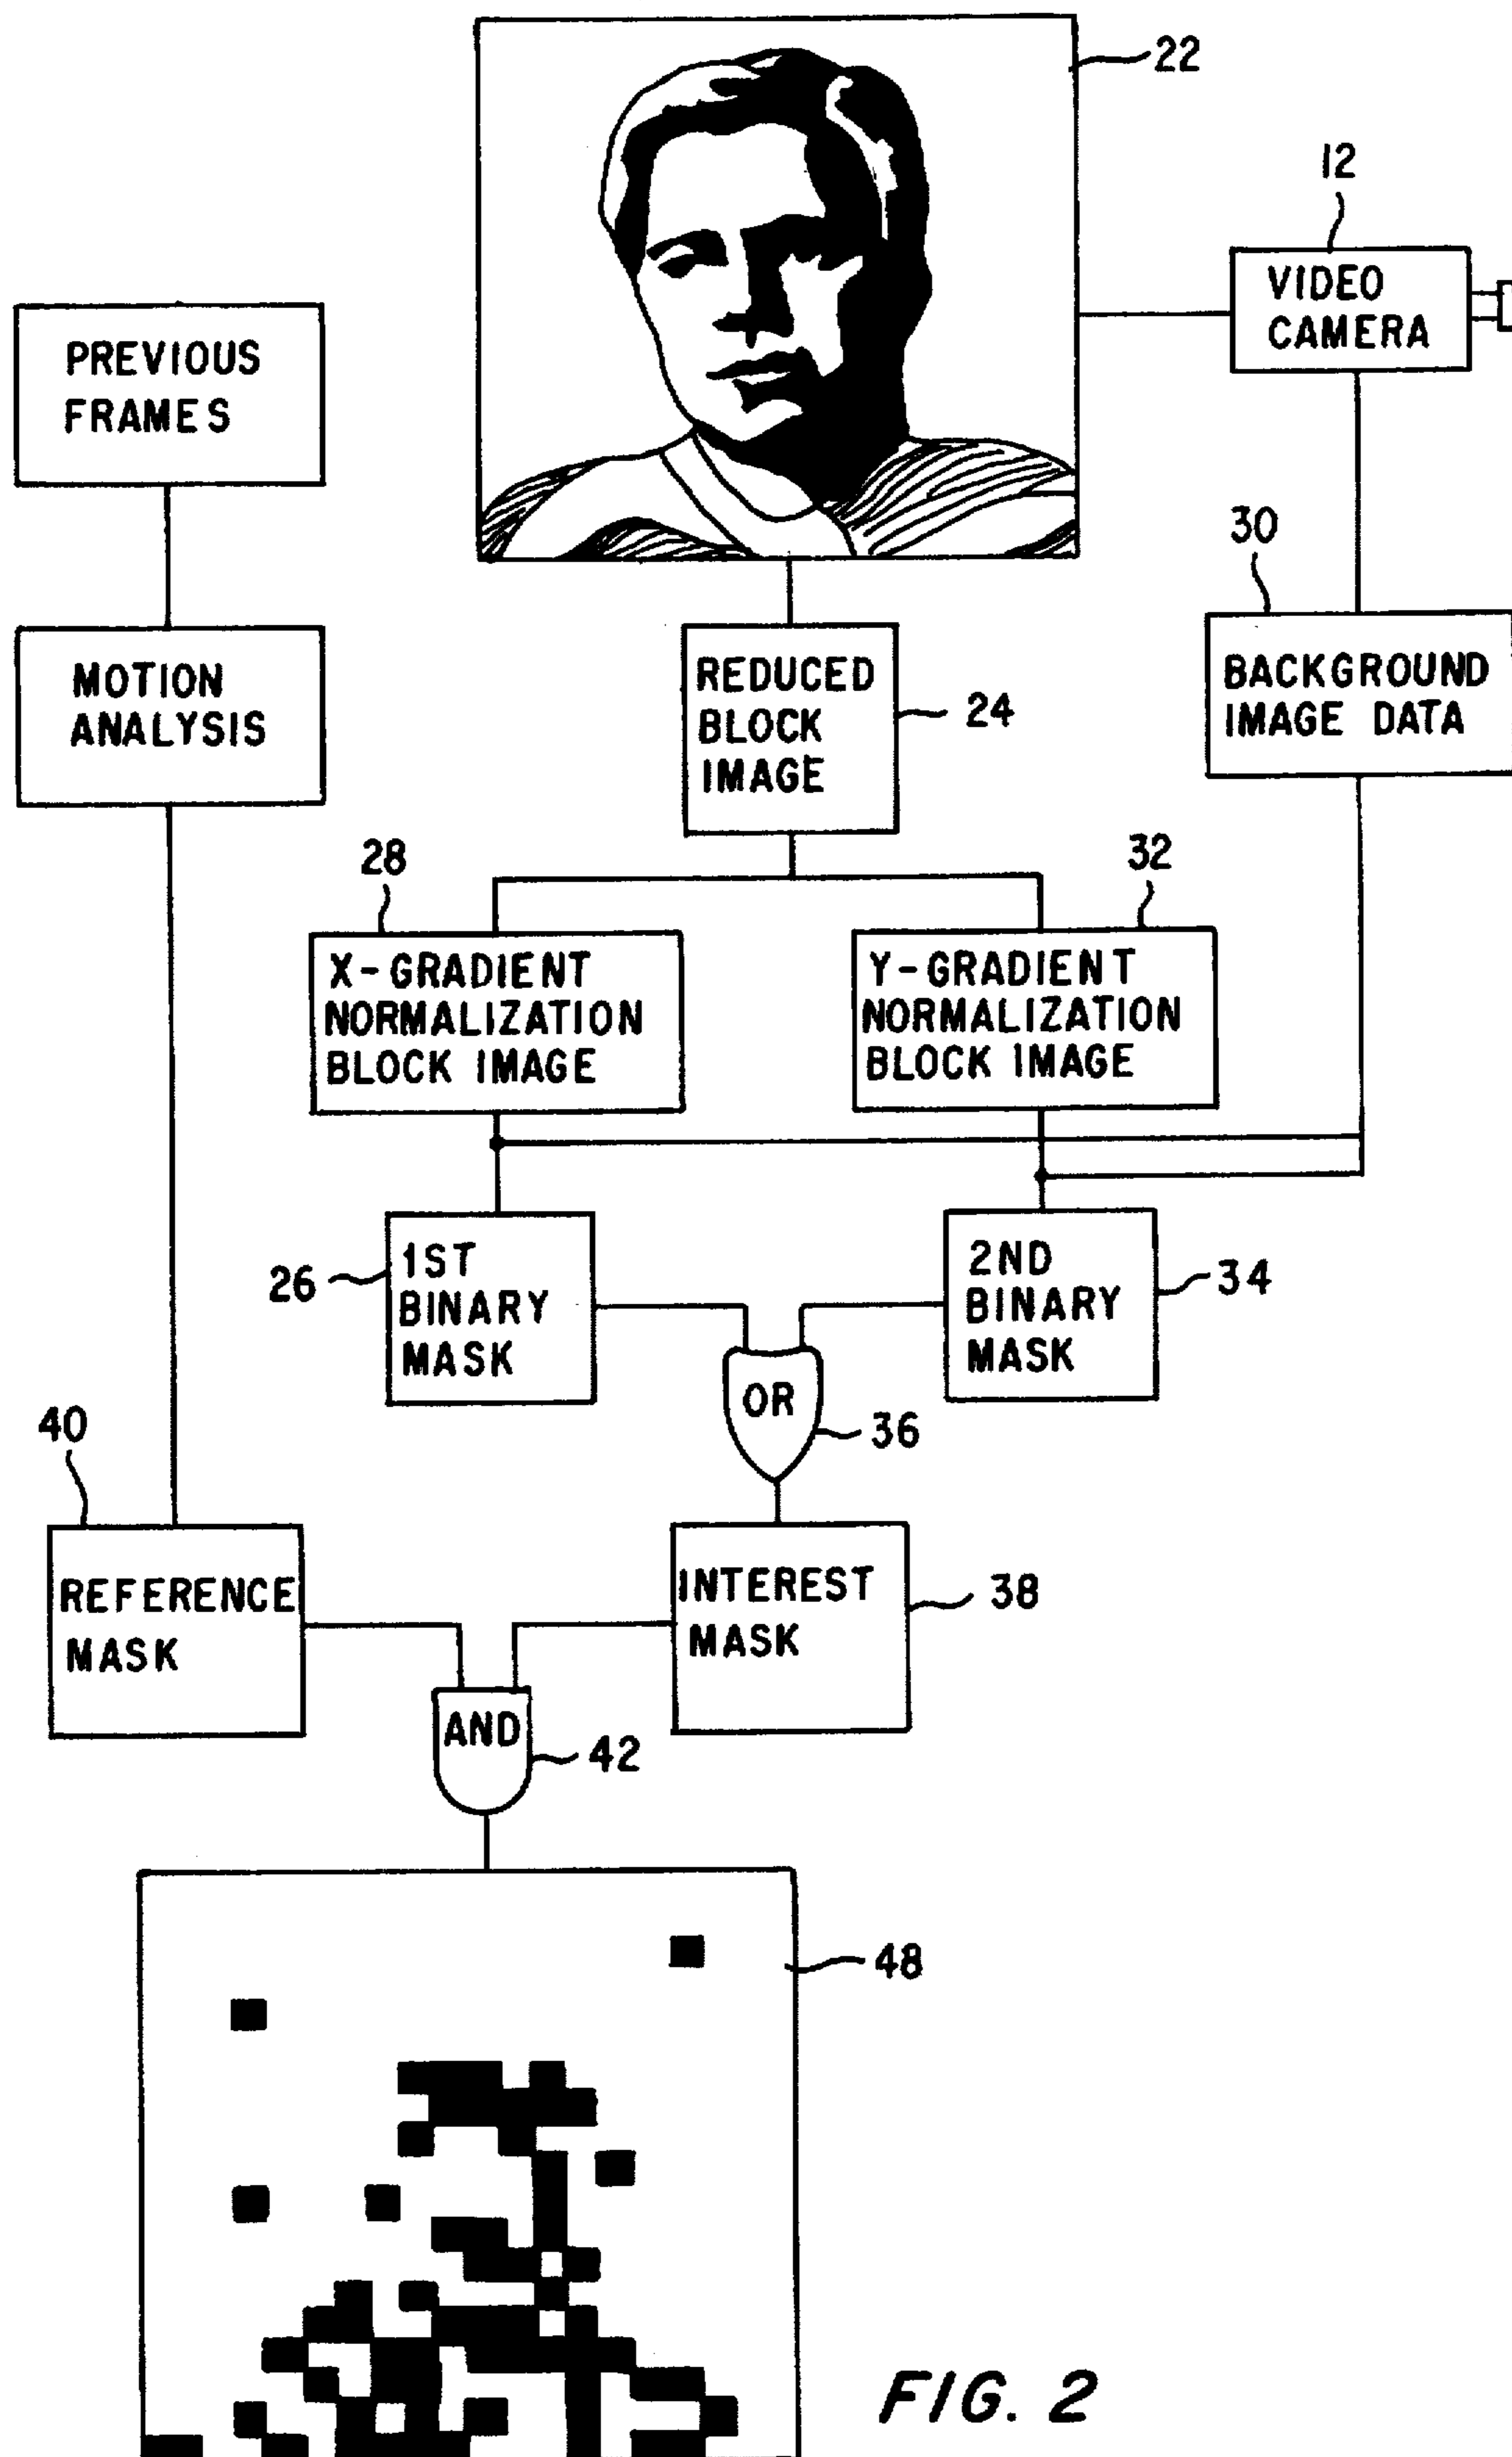 22
12
VIDEO
CAMERA
PREVIOUS
FRAMES
30
MOTION
ANALYSIS
REDUCED
BLOCK
IMAGE
24
BACKGROUND
IMAGE DATA
28
32
X-GRADIENT
NORMALIZATION
BLOCK IMAGE
Y-GRADIENT
NORMALIZATION
BLOCK IMAGE
26
1ST
BINARY
MASK
2ND
BINARY
MASK
34
OR
36
40
REFERENCE
MASK
INTEREST
MASK
38
AND
42
48
FIG. 2